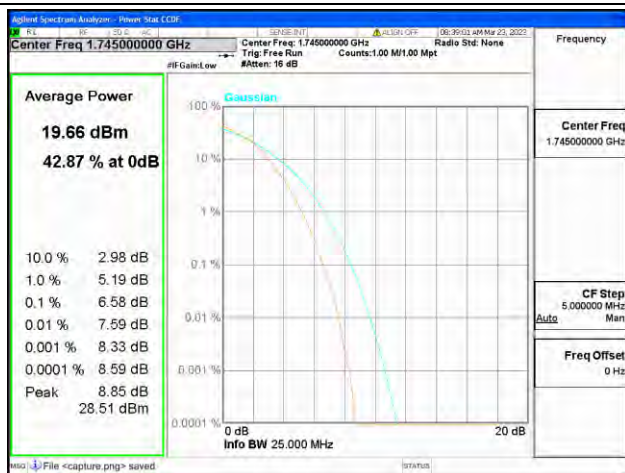 Agilent Spectrum Analyzer - Power Stat CCDF
RL RF 50 Ω AC SENSE:INT ALIGN OFF 08:39:01 AM Mar 23, 2023
Center Freq 1.745000000 GHz
Center Freq: 1.745000000 GHz Radio Std: None
Trig: Free Run Counts:1.00 M/1.00 Mpt
#IFGain:Low #Atten: 16 dB
Frequency
Average Power
19.66 dBm
42.87 % at 0dB
10.0 % 2.98 dB
1.0 % 5.19 dB
0.1 % 6.58 dB
0.01 % 7.59 dB
0.001 % 8.33 dB
0.0001 % 8.59 dB
Peak 8.85 dB
28.51 dBm
Gaussian
100 %
10 %
1 %
0.1 %
0.01 %
0.001 %
0.0001 %
0 dB 20 dB
Info BW 25.000 MHz
Center Freq
1.745000000 GHz
CF Step
5.000000 MHz
Auto Man
Freq Offset
0 Hz
MSG File <capture.png> saved STATUS